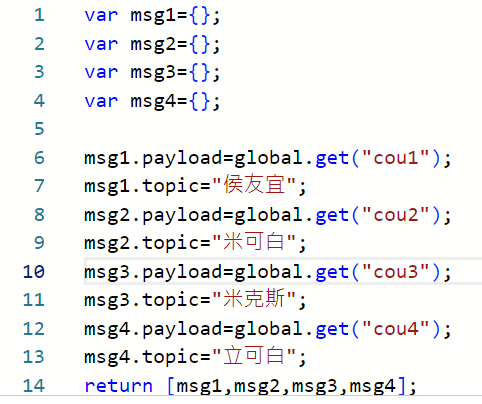 1 var msg1={};
2 var msg2={};
3 var msg3={};
4 var msg4={};
5
6 msg1.payload=global.get("cou1");
7 msg1.topic="侯友宜";
8 msg2.payload=global.get("cou2");
9 msg2.topic="米可白";
10 msg3.payload=global.get("cou3");
11 msg3.topic="米克斯";
12 msg4.payload=global.get("cou4");
13 msg4.topic="立可白";
14 return [msg1,msg2,msg3,msg4];